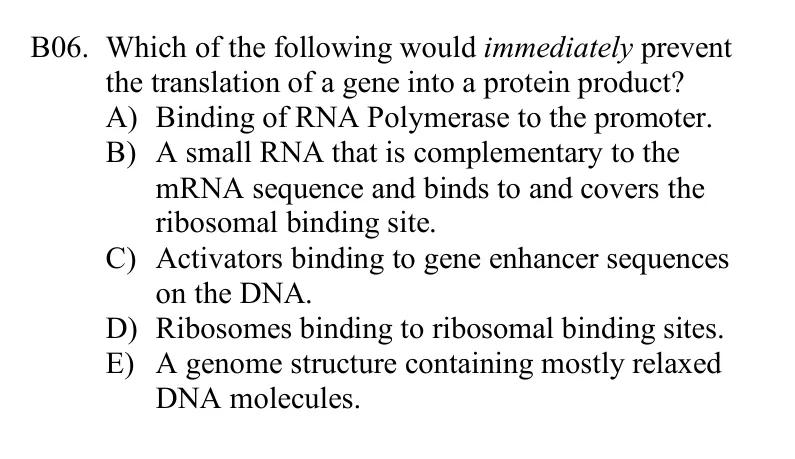 B06. Which of the following would immediately prevent
the translation of a gene into a protein product?
A) Binding of RNA Polymerase to the promoter.
B) A small RNA that is complementary to the
mRNA sequence and binds to and covers the
ribosomal binding site.
C) Activators binding to gene enhancer sequences
on the DNA.
D) Ribosomes binding to ribosomal binding sites.
E) A genome structure containing mostly relaxed
DNA molecules.